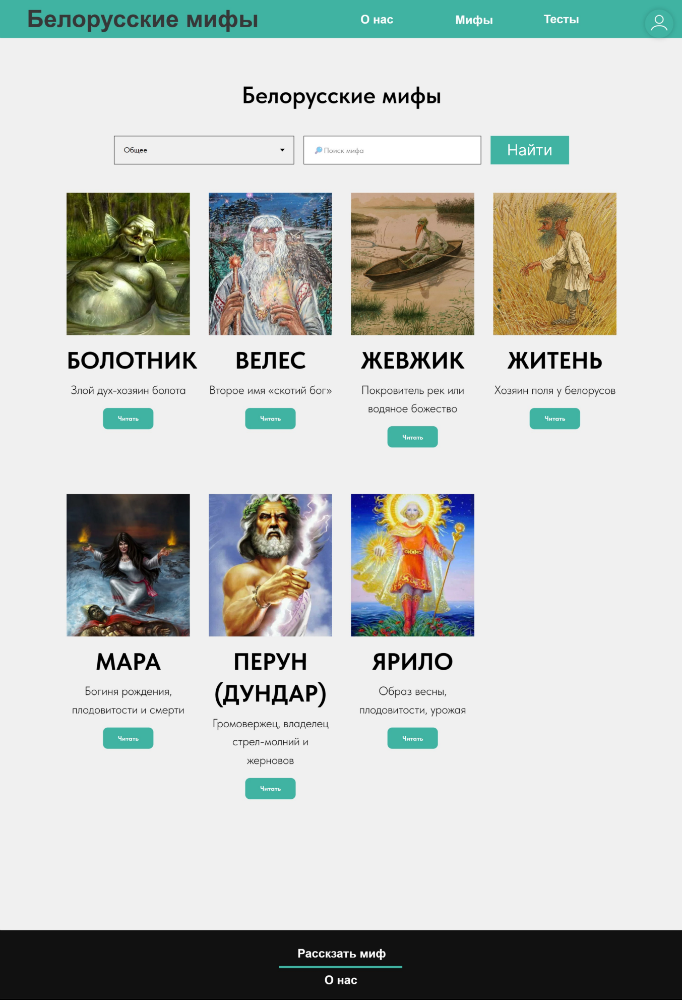 Белорусские мифы
О нас
Мифы
Тесты
Белорусские мифы
Общее
Поиск мифа
Найти
БОЛОТНИК
Злой дух-хозяин болота
Читать
ВЕЛЕС
Второе имя «скотий бог»
Читать
ЖЕВЖИК
Покровитель рек или
водяное божество
Читать
ЖИТЕНЬ
Хозяин поля у белорусов
Читать
МАРА
Богиня рождения,
плодовитости и смерти
Читать
ПЕРУН
(ДУНДАР)
Громовержец, владелец
стрел-молний и
жерновов
Читать
ЯРИЛО
Образ весны,
плодовитости, урожая
Читать
Расскзать миф
О нас